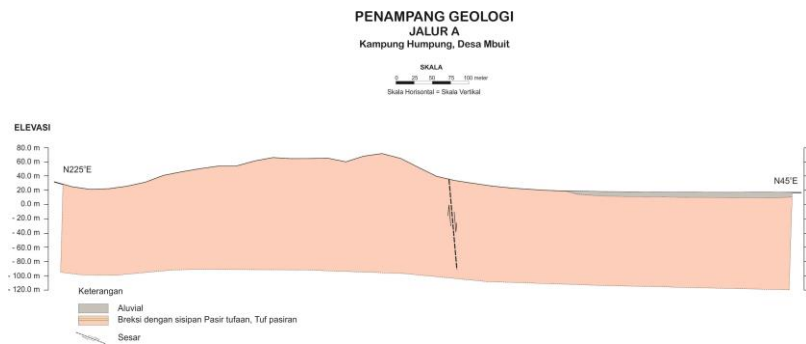 PENAMPANG GEOLOGI
JALUR A
Kampung Humpung, Desa Mbuit
SKALA
0 25 50 75 100 meter
Skala Horisontal = Skala Vertikal
ELEVASI
80.0 m
60.0 m
40.0 m
20.0 m
0.0 m
- 20.0 m
- 40.0 m
- 60.0 m
- 80.0 m
- 100.0 m
- 120.0 m
N225°E
N45°E
Keterangan
Aluvial
Breksi dengan sisipan Pasir tufaan, Tuf pasiran
Sesar